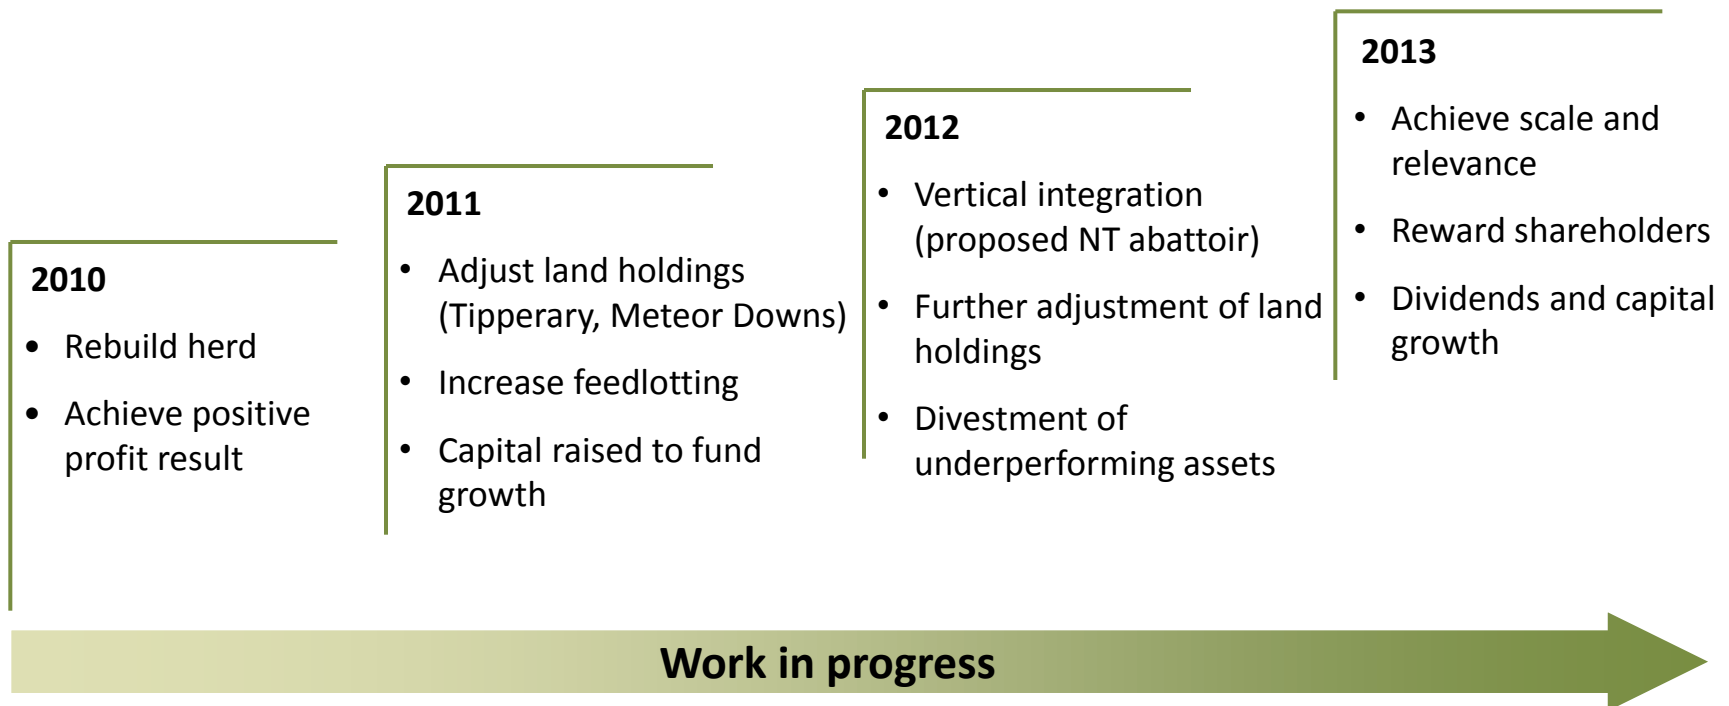 2010
• Rebuild herd
• Achieve positive
profit result
2011
• Adjust land holdings
(Tipperary, Meteor Downs)
• Increase feedlotting
• Capital raised to fund
growth
2012
• Vertical integration
(proposed NT abattoir)
• Further adjustment of land
holdings
• Divestment of
underperforming assets
2013
• Achieve scale and
relevance
• Reward shareholders
• Dividends and capital
growth
Work in progress